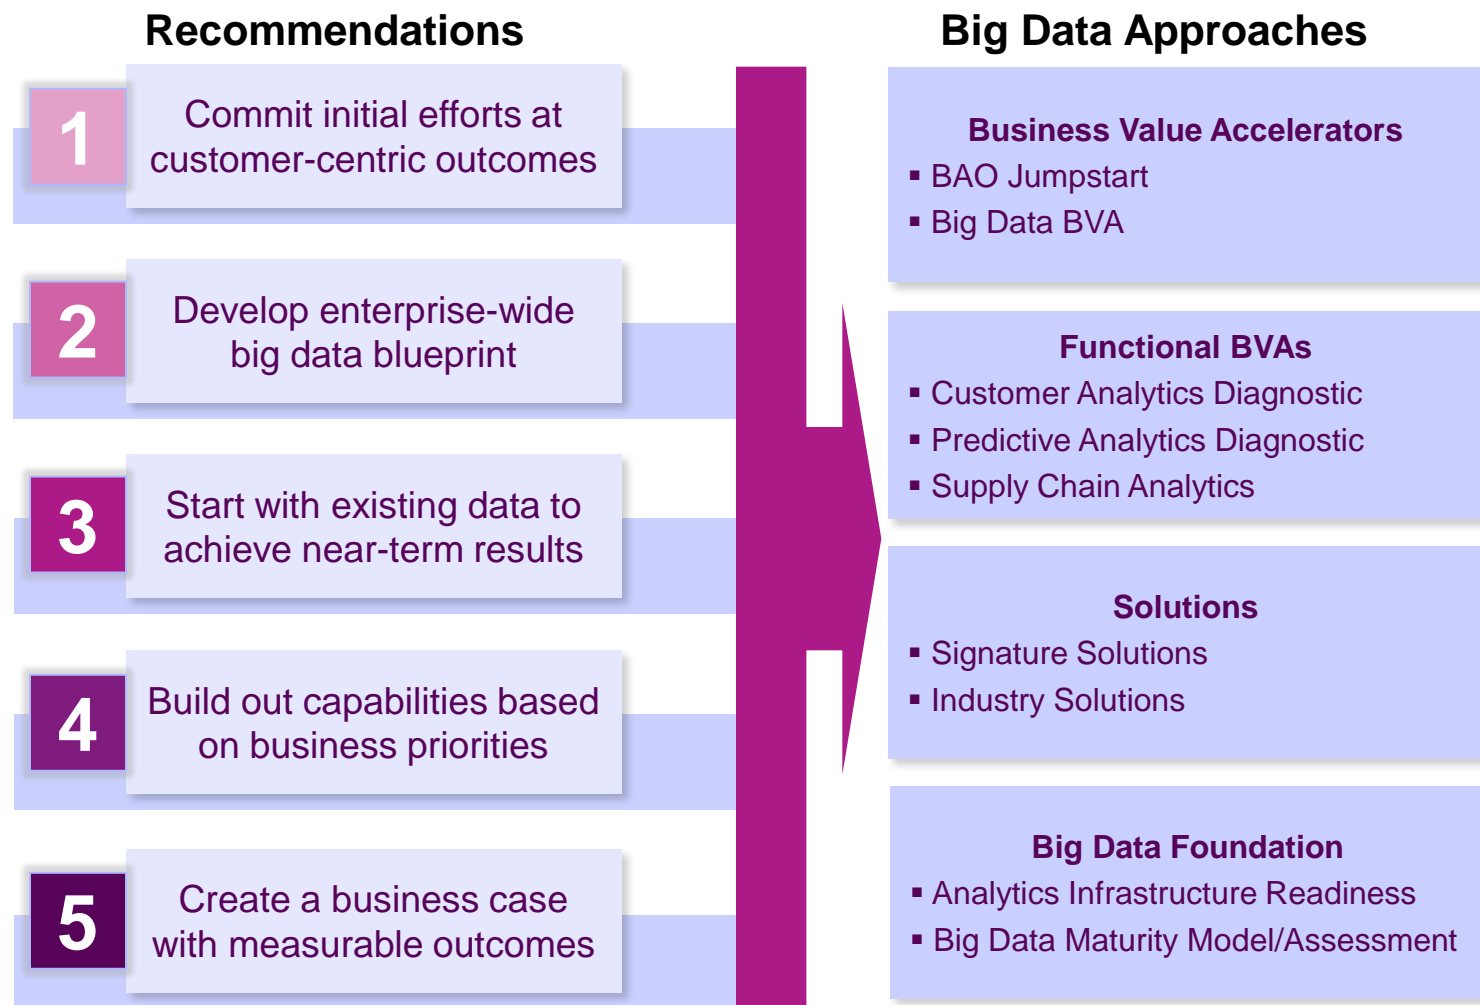 Recommendations
1
Commit initial efforts at
customer-centric outcomes
2
Develop enterprise-wide
big data blueprint
3
Start with existing data to
achieve near-term results
4
Build out capabilities based
on business priorities
5
Create a business case
with measurable outcomes
Big Data Approaches
Business Value Accelerators
▪ BAO Jumpstart
▪ Big Data BVA
Functional BVAs
▪ Customer Analytics Diagnostic
▪ Predictive Analytics Diagnostic
▪ Supply Chain Analytics
Solutions
▪ Signature Solutions
▪ Industry Solutions
Big Data Foundation
▪ Analytics Infrastructure Readiness
▪ Big Data Maturity Model/Assessment